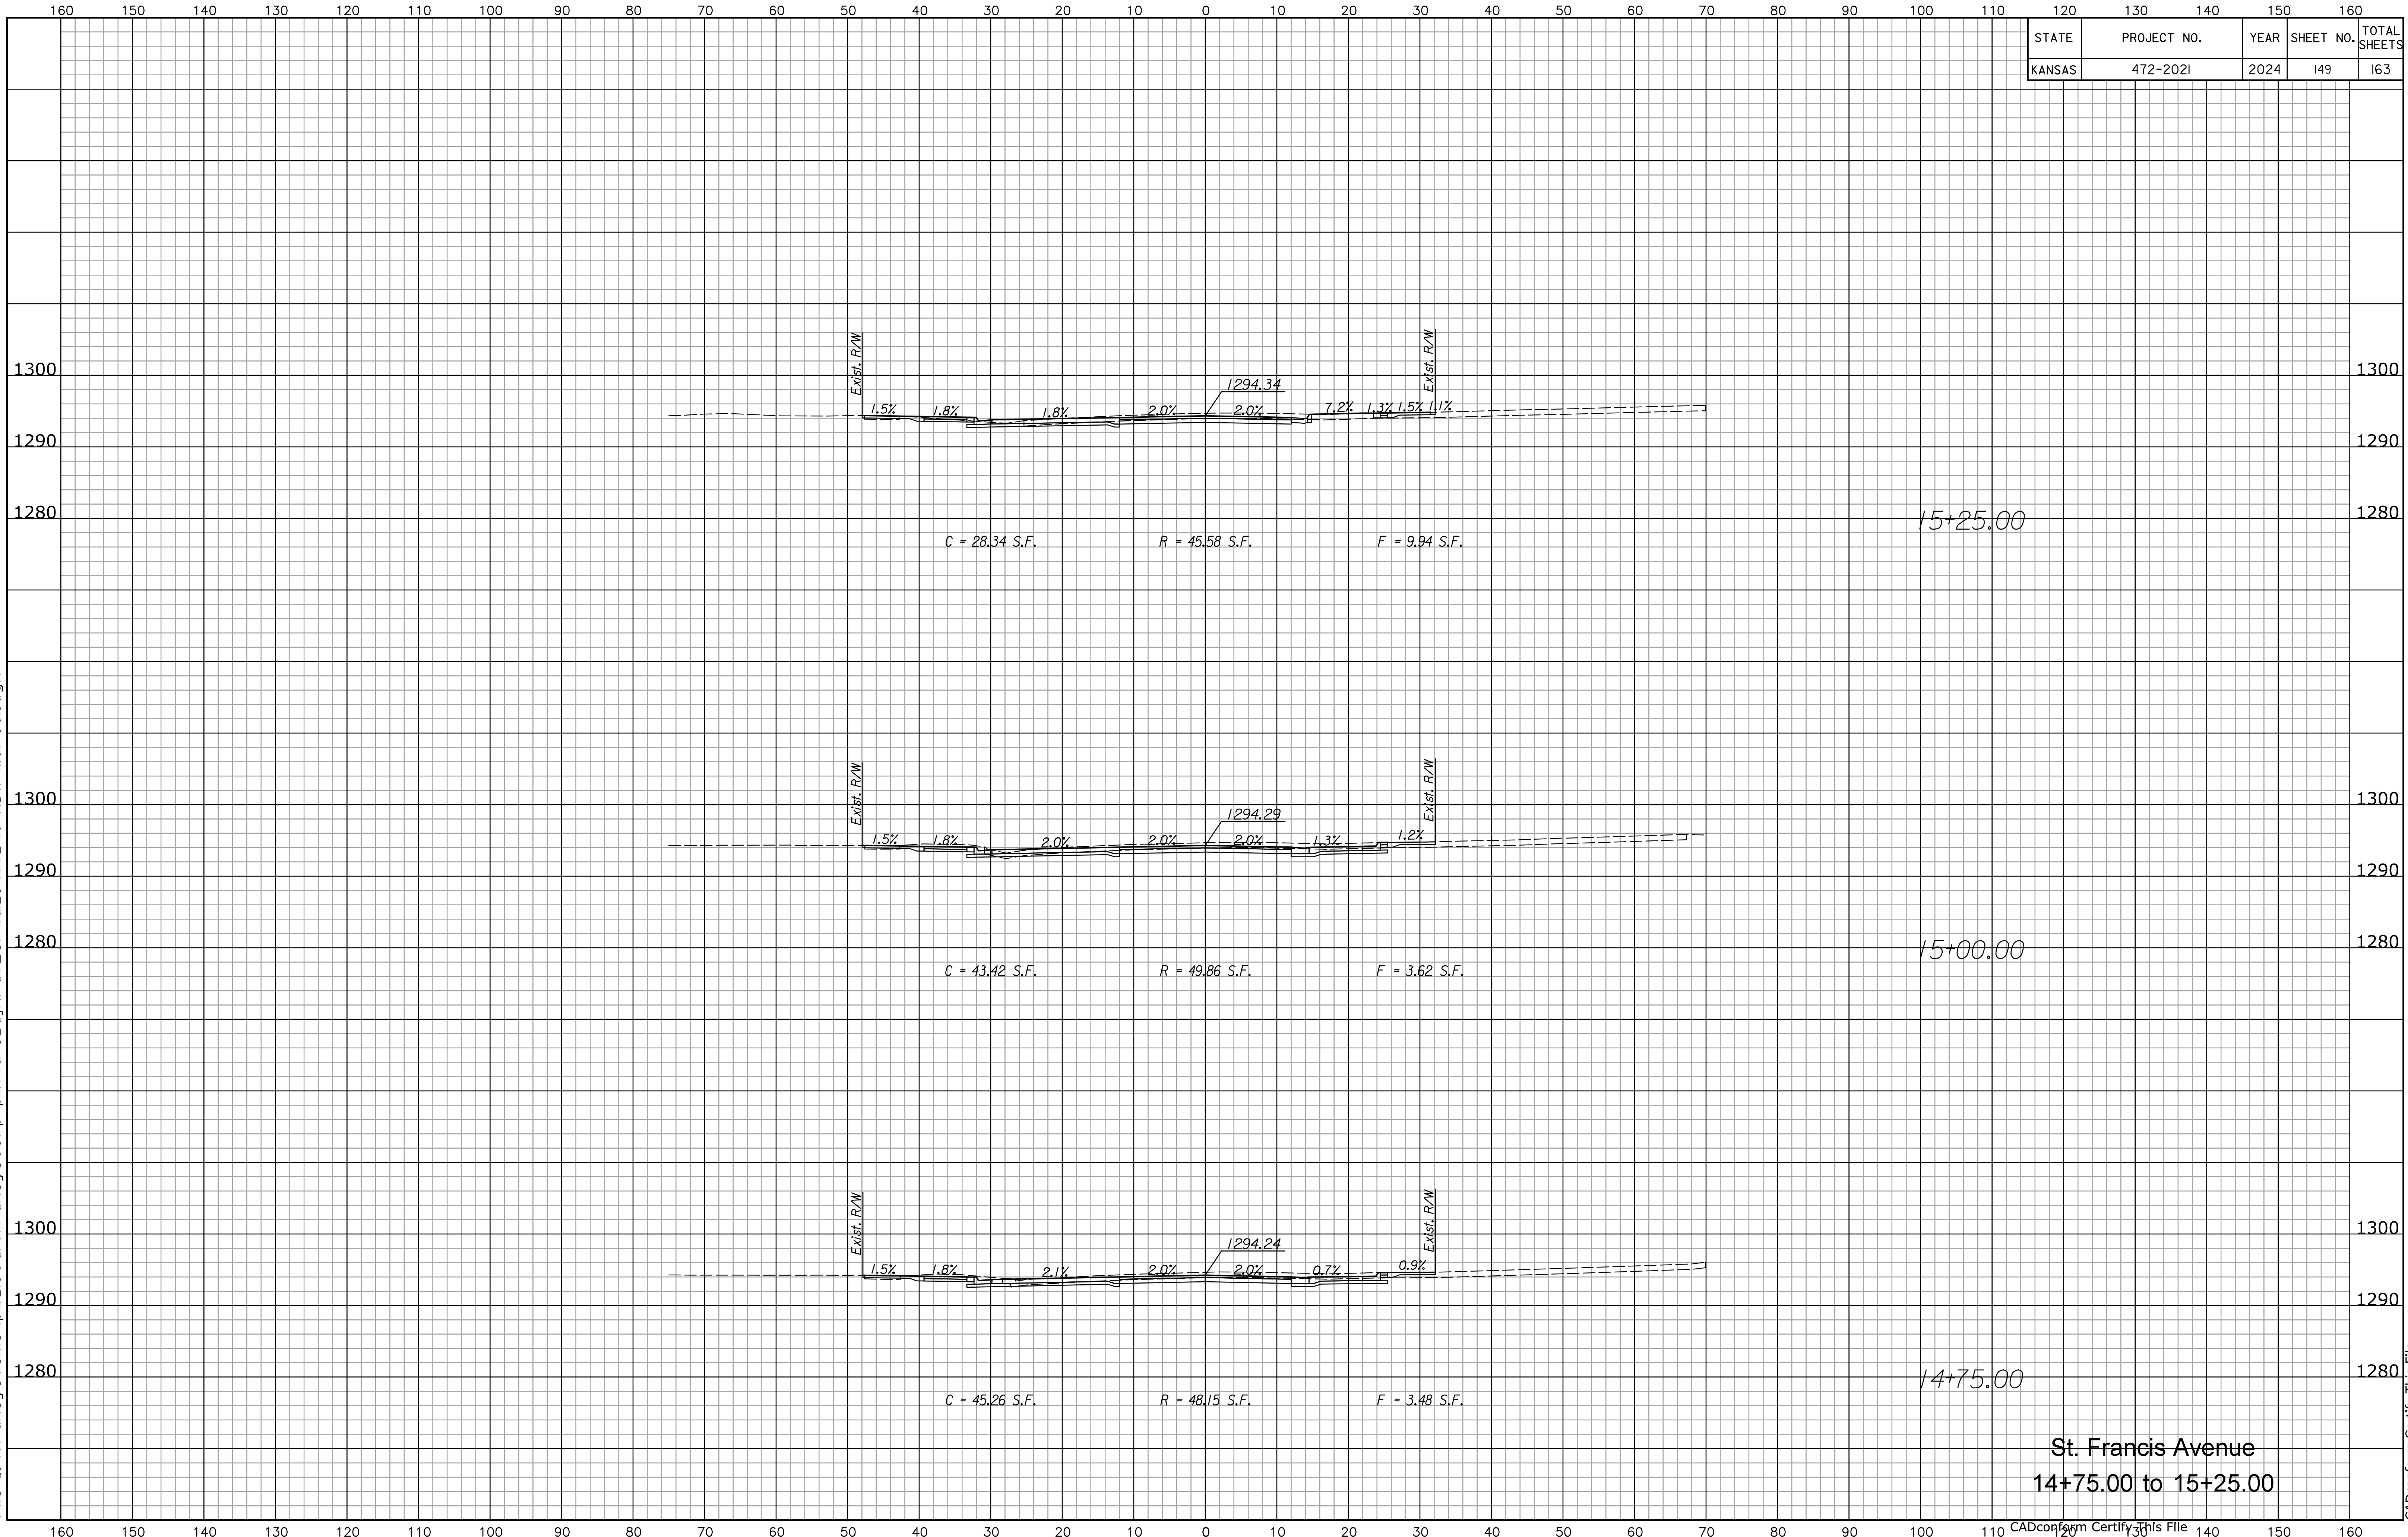 160 150 140 130 120 110 100 90 80 70 60 50 40 30 20 10 0 10 20 30 40 50 60 70 80 90 100 110 120 130 140 150 160
STATE PROJECT NO. YEAR SHEET NO. TOTAL SHEETS
KANSAS 472-2021 2024 149 163
Exist. R/W Exist. R/W
1300 1300
1294.34
1.5% 1.8% 1.8% 2.0% 2.0% 7.2% 1.3% 1.5% 1.1%
1290 1290
1280 15+25.00 1280
C = 28.34 S.F. R = 45.58 S.F. F = 9.94 S.F.
Exist. R/W Exist. R/W
1300 1300
1294.29
1.5% 1.8% 2.0% 2.0% 2.0% 1.3% 1.2%
1290 1290
1280 15+00.00 1280
C = 43.42 S.F. R = 49.86 S.F. F = 3.62 S.F.
Exist. R/W Exist. R/W
1300 1300
1294.24
1.5% 1.8% 2.1% 2.0% 2.0% 0.7% 0.9%
1290 1290
1280 14+75.00 1280
C = 45.26 S.F. R = 48.15 S.F. F = 3.48 S.F.
St. Francis Avenue
14+75.00 to 15+25.00
CADconform Certify This File
160 150 140 130 120 110 100 90 80 70 60 50 40 30 20 10 0 10 20 30 40 50 60 70 80 90 100 110 120 130 140 150 160